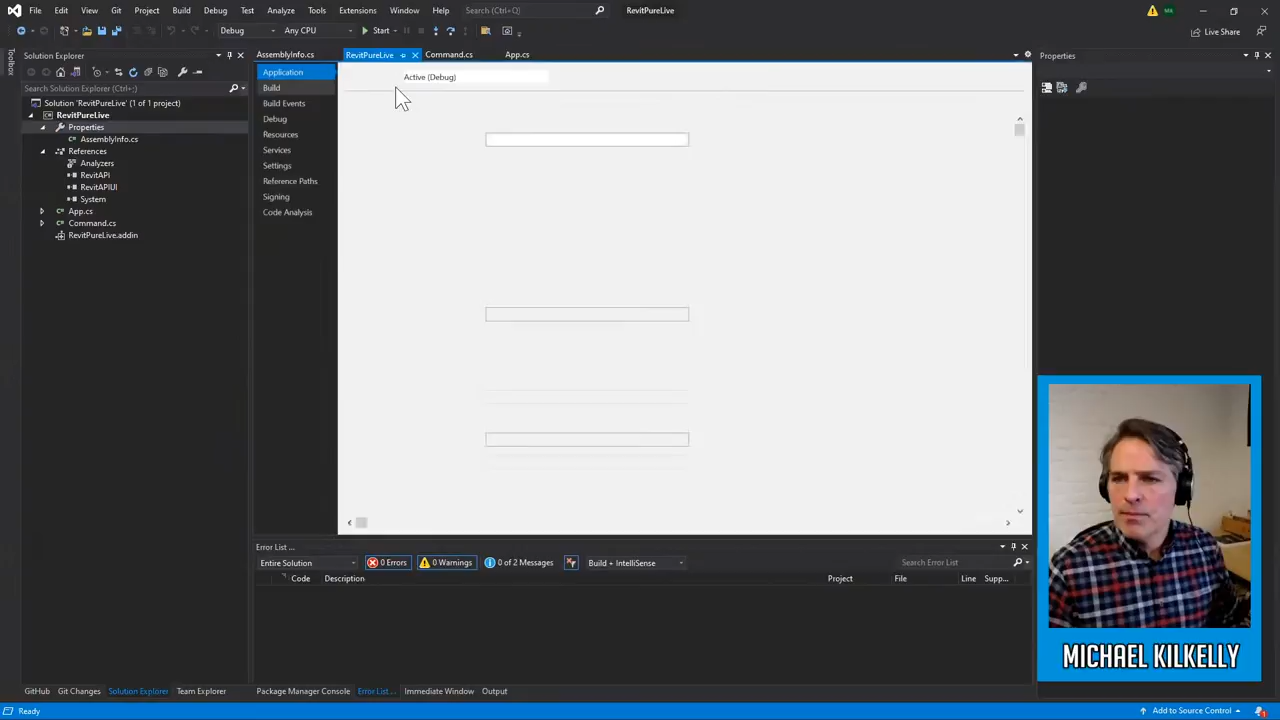 File Edit View Git Project Build Debug Test Analyze Tools Extensions Window Help Search (Ctrl+Q) RevitPureLive MK
Debug Any CPU Start Live Share
Toolbox
Solution Explorer
AssemblyInfo.cs RevitPureLive Command.cs App.cs
Properties
Application
Active (Debug)
Build
Search Solution Explorer (Ctrl+;)
Solution 'RevitPureLive' (1 of 1 project)
Build Events
RevitPureLive
Debug
Properties
Resources
AssemblyInfo.cs
Services
References
Analyzers
Settings
RevitAPI
Reference Paths
RevitAPIUI
Signing
System
Code Analysis
App.cs
Command.cs
RevitPureLive.addin
Error List ...
Entire Solution 0 Errors 0 Warnings 0 of 2 Messages Build + IntelliSense Search Error List
Code Description Project File Line Supp...
MICHAEL KILKELLY
GitHub Git Changes Solution Explorer Team Explorer Package Manager Console Error List ... Immediate Window Output
Ready Add to Source Control 1